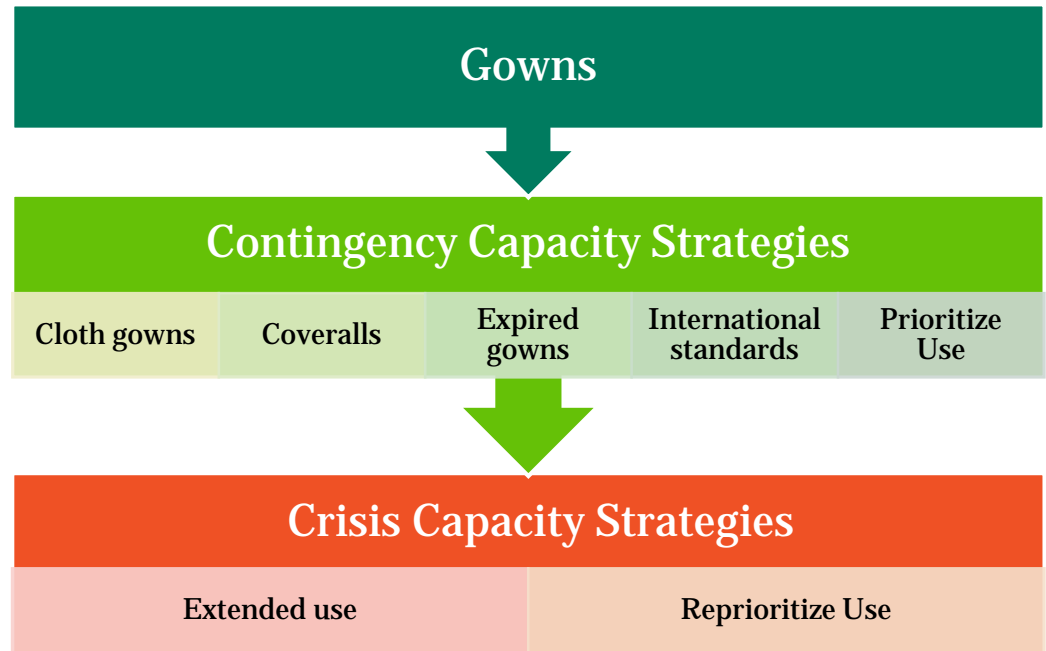 Gowns
Contingency Capacity Strategies
Cloth gowns
Coveralls
Expired
gowns
International
standards
Prioritize
Use
Crisis Capacity Strategies
Extended use
Reprioritize Use